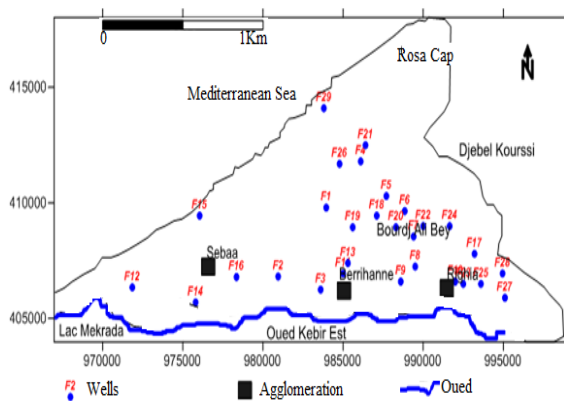 0 1Km
Rosa Cap
N
415000
Mediterranean Sea
F29
F21
F26 F4
Djebel Kourssi
412500
F5
F1 F18 F6
410000
F15 F19 F20 F22 F24
Bourdj Ali Bey
Sebaa F13 F17
407500
F16 F2 F8 F28
F12 F3 Berrihanne F9 F25
F14 F27
405000
Lac Mekrada Oued Kebir Est
970000 975000 980000 985000 990000 995000
F2 Wells Agglomeration Oued